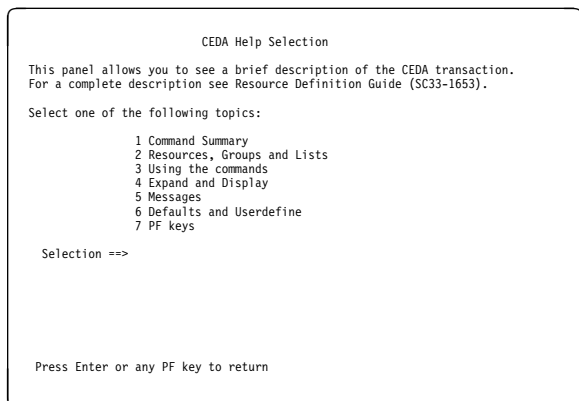 CEDA Help Selection
This panel allows you to see a brief description of the CEDA transaction.
For a complete description see Resource Definition Guide (SC33-1653).
Select one of the following topics:
1 Command Summary
2 Resources, Groups and Lists
3 Using the commands
4 Expand and Display
5 Messages
6 Defaults and Userdefine
7 PF keys
Selection ==>
Press Enter or any PF key to return